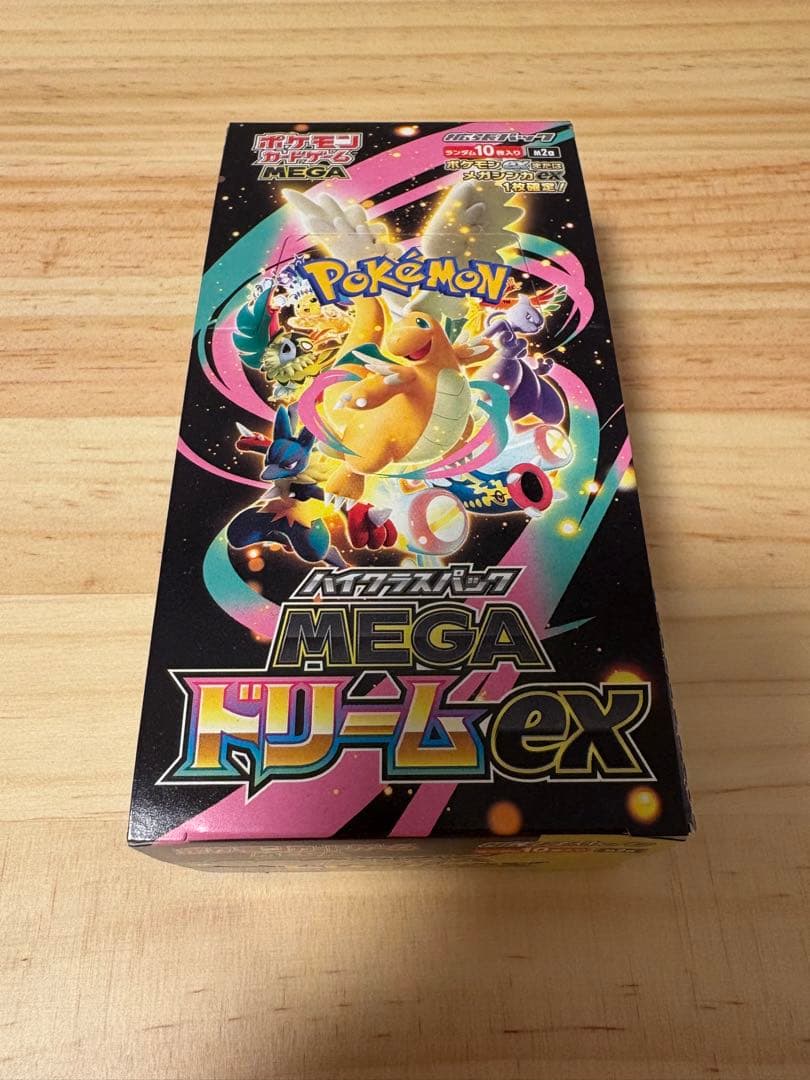 ポケモン
カードゲーム
MEGA
拡張パック
ランダム10枚入り M2a
ポケモンexまたは
メガシンカex
1枚確定!
POKÉMON
ハイクラスパック
MEGA
ドリームex